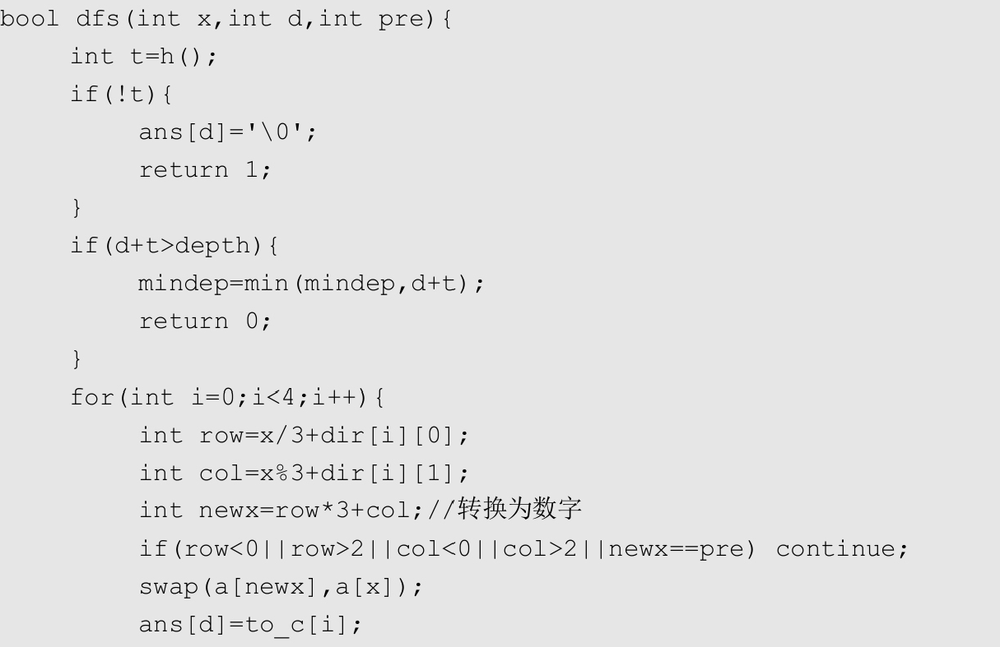 bool dfs(int x,int d,int pre){
    int t=h();
    if(!t){
        ans[d]='\0';
        return 1;
    }
    if(d+t>depth){
        mindep=min(mindep,d+t);
        return 0;
    }
    for(int i=0;i<4;i++){
        int row=x/3+dir[i][0];
        int col=x%3+dir[i][1];
        int newx=row*3+col;//转换为数字
        if(row<0||row>2||col<0||col>2||newx==pre) continue;
        swap(a[newx],a[x]);
        ans[d]=to_c[i];